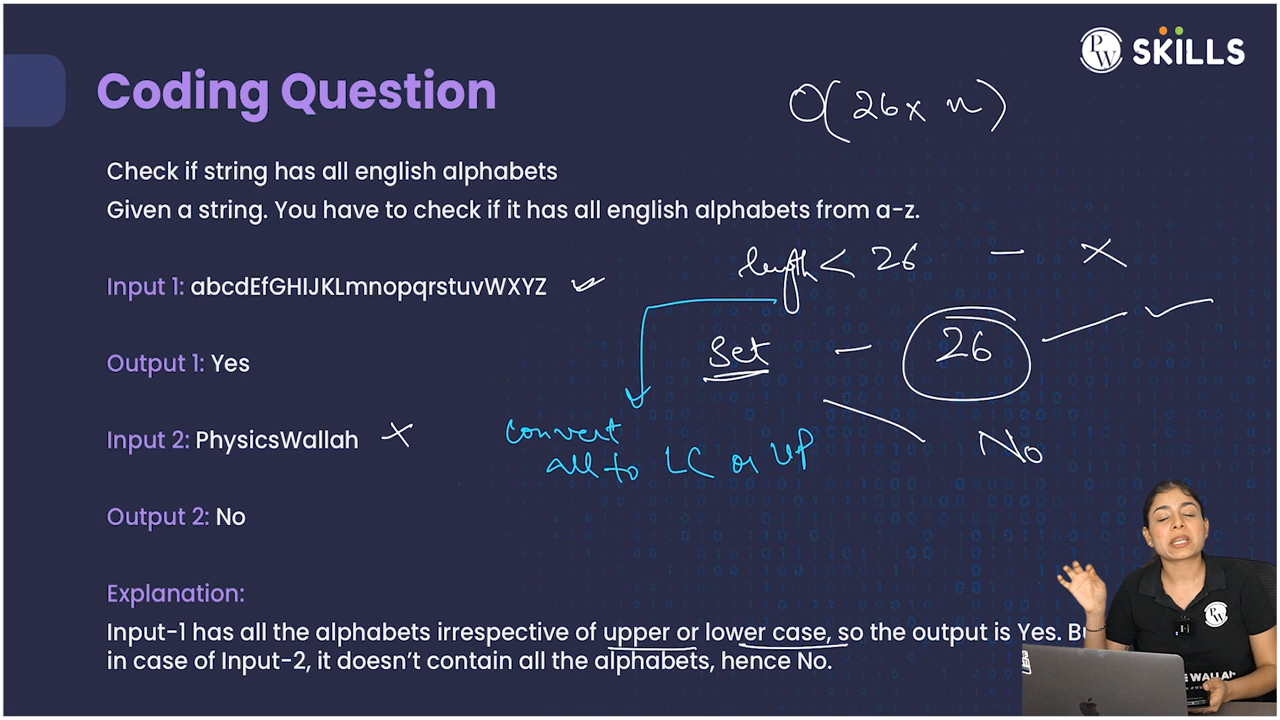 PW SKILLS
Coding Question
O(26 x n)
Check if string has all english alphabets
Given a string. You have to check if it has all english alphabets from a-z.
length < 26 — X
Input 1: abcdEfGHIJKLmnopqrstuvWXYZ
Set — 26
Output 1: Yes
convert
all to LC or UP
No
Input 2: PhysicsWallah
Output 2: No
Explanation:
Input-1 has all the alphabets irrespective of upper or lower case, so the output is Yes.
in case of Input-2, it doesn't contain all the alphabets, hence No.
PW
WALLAH